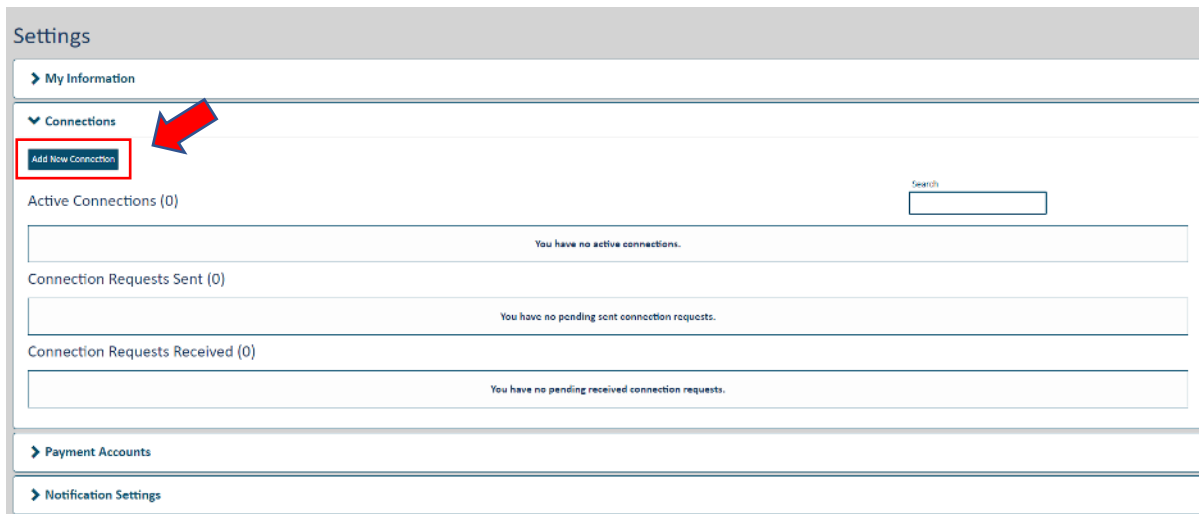 Settings
My Information
Connections
Add New Connection
Search
Active Connections (0)
You have no active connections.
Connection Requests Sent (0)
You have no pending sent connection requests.
Connection Requests Received (0)
You have no pending received connection requests.
Payment Accounts
Notification Settings